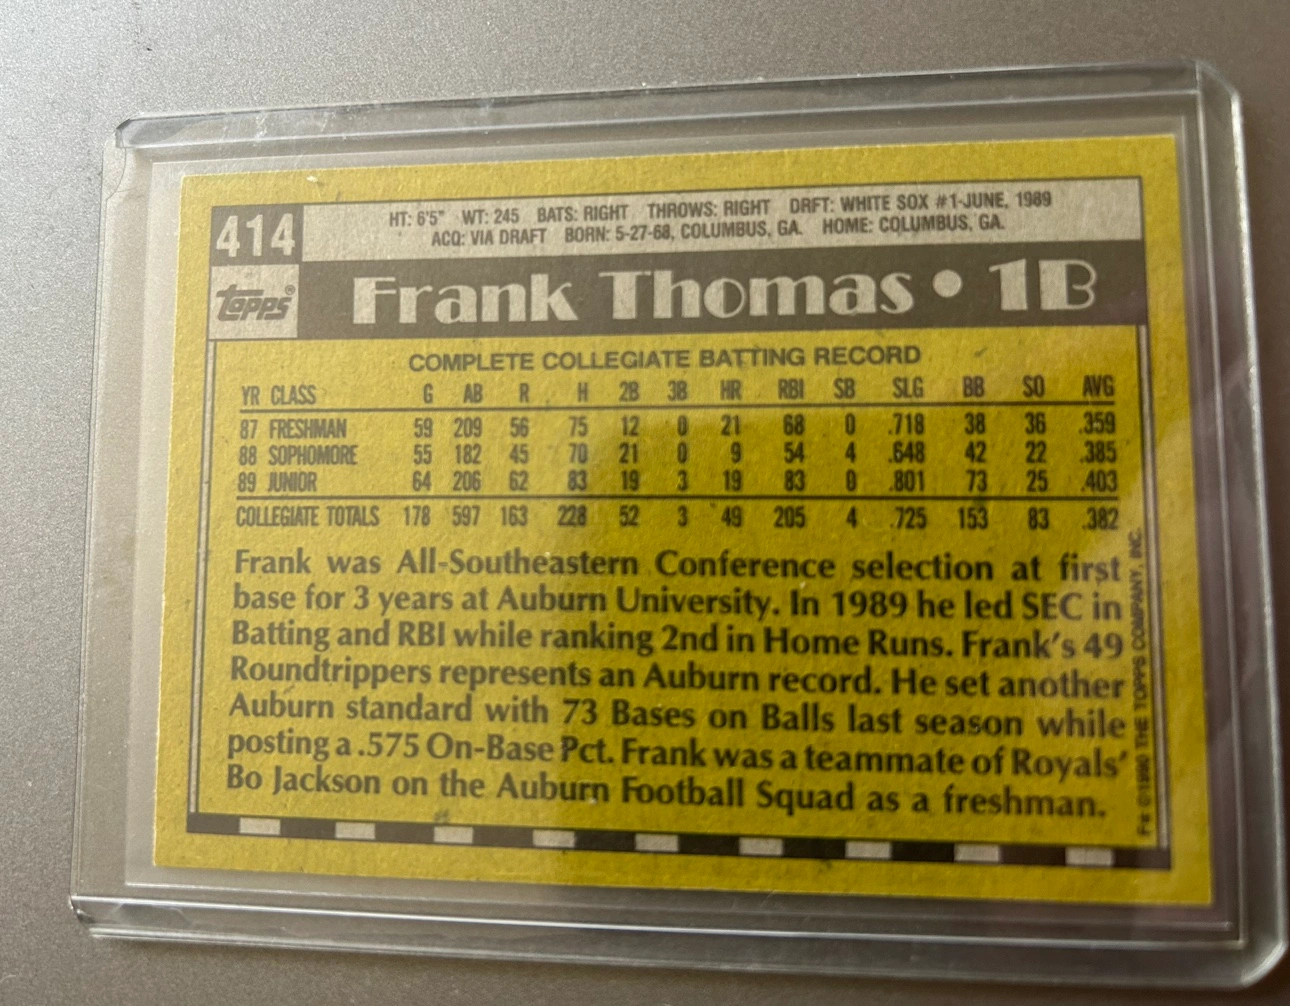 414
HT: 6'5" WT: 245 BATS: RIGHT THROWS: RIGHT DRFT: WHITE SOX #1-JUNE, 1989
ACQ: VIA DRAFT BORN: 5-27-68, COLUMBUS, GA. HOME: COLUMBUS, GA.
Topps®
Frank Thomas • 1B
COMPLETE COLLEGIATE BATTING RECORD
YR CLASS G AB R H 2B 3B HR RBI SB SLG BB SO AVG
87 FRESHMAN 59 209 56 75 12 0 21 68 0 .718 38 36 .359
88 SOPHOMORE 55 182 45 70 21 0 9 54 4 .648 42 22 .385
89 JUNIOR 64 206 62 83 19 3 19 83 0 .801 73 25 .403
COLLEGIATE TOTALS 178 597 163 228 52 3 49 205 4 .725 153 83 .382
Frank was All-Southeastern Conference selection at first
base for 3 years at Auburn University. In 1989 he led SEC in
Batting and RBI while ranking 2nd in Home Runs. Frank's 49
Roundtrippers represents an Auburn record. He set another
Auburn standard with 73 Bases on Balls last season while
posting a .575 On-Base Pct. Frank was a teammate of Royals'
Bo Jackson on the Auburn Football Squad as a freshman.
© 1990 THE TOPPS COMPANY, INC.